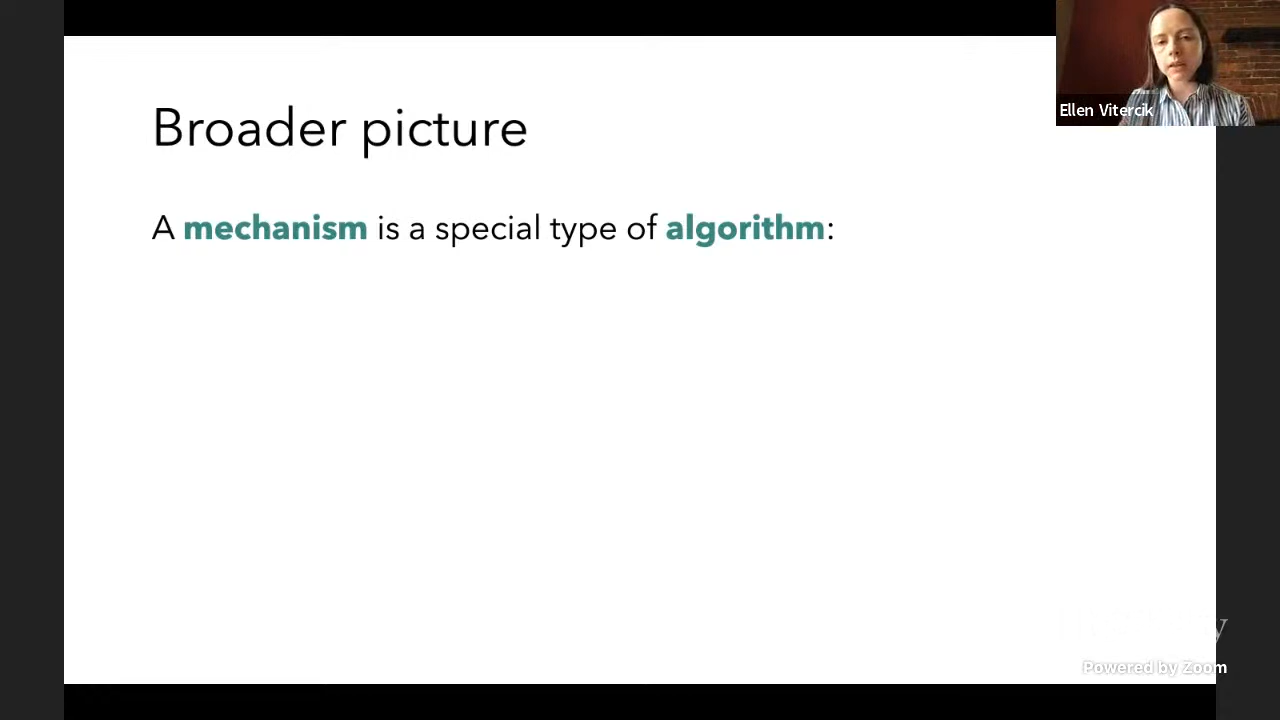 Broader picture
Ellen Vitercik
A mechanism is a special type of algorithm:
Powered by Zoom